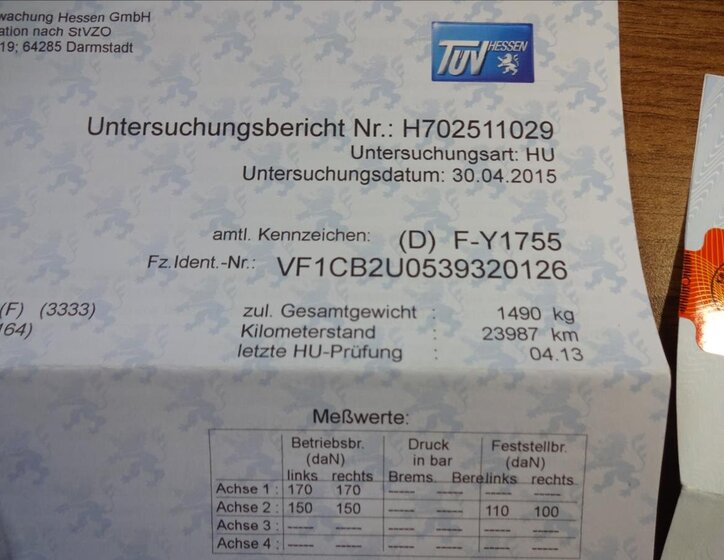 wachung Hessen GmbH
ation nach StVZO
19; 64285 Darmstadt
TÜV HESSEN
Untersuchungsbericht Nr.: H702511029
Untersuchungsart: HU
Untersuchungsdatum: 30.04.2015
amtl. Kennzeichen: (D) F-Y1755
Fz.Ident.-Nr.: VF1CB2U0539320126
(F) (3333) zul. Gesamtgewicht : 1490 kg
164) Kilometerstand : 23987 km
letzte HU-Prüfung : 04.13
Meßwerte:
Betriebsbr. Druck Feststellbr.
(daN) in bar (daN)
links rechts Brems. Bere links rechts
Achse 1 : 170 170 ----- ----- ----- -----
Achse 2 : 150 150 ----- ----- 110 100
Achse 3 : ----- ----- ----- ----- ----- -----
Achse 4 : ----- ----- ----- ----- ----- -----